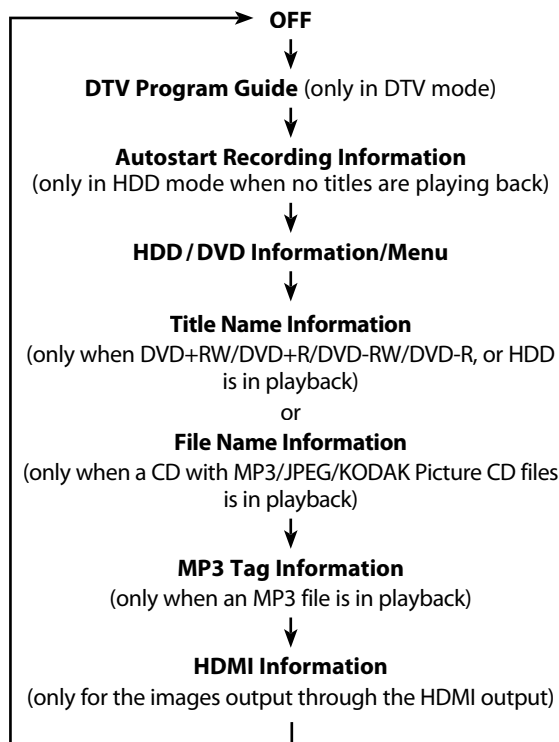 OFF
DTV Program Guide (only in DTV mode)
Autostart Recording Information
(only in HDD mode when no titles are playing back)
HDD / DVD Information/Menu
Title Name Information
(only when DVD+RW/DVD+R/DVD-RW/DVD-R, or HDD
is in playback)
or
File Name Information
(only when a CD with MP3/JPEG/KODAK Picture CD files
is in playback)
MP3 Tag Information
(only when an MP3 file is in playback)
HDMI Information
(only for the images output through the HDMI output)